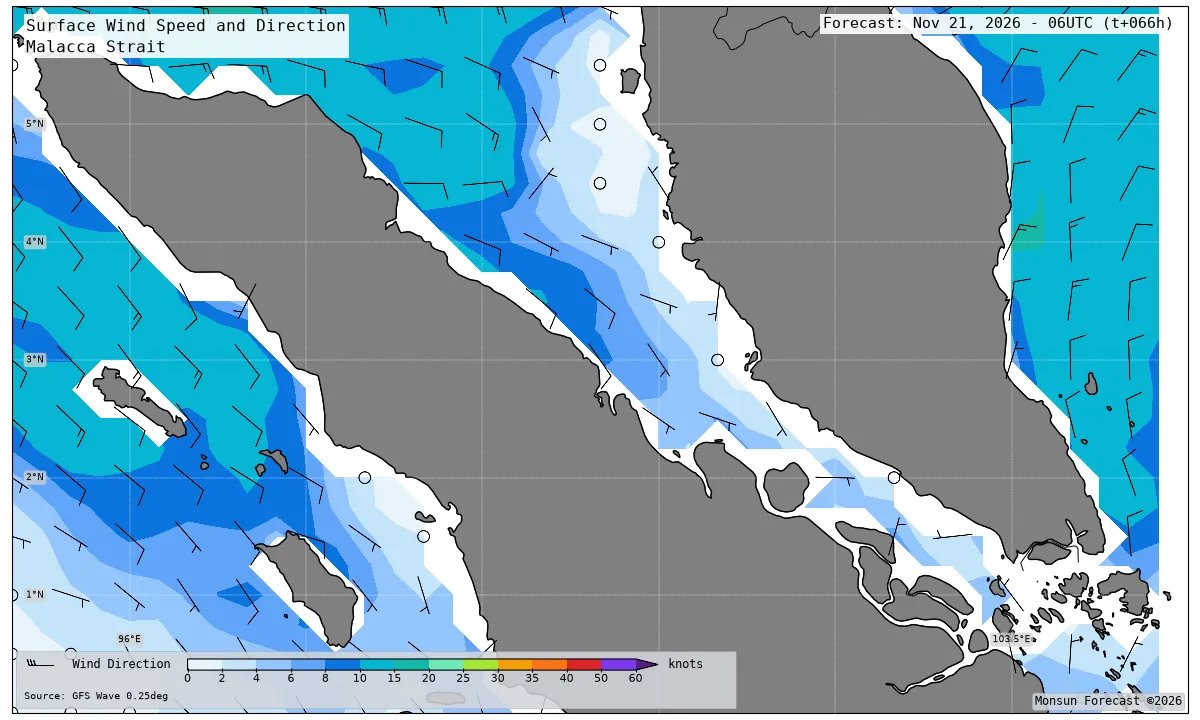 Surface Wind Speed and Direction
Malacca Strait
Forecast: Nov 21, 2026 - 06UTC (t+066h)
5°N
4°N
3°N
2°N
1°N
96°E
103.5°E
Wind Direction
knots
0 2 4 6 8 10 15 20 25 30 35 40 50 60
Source: GFS Wave 0.25deg
Monsun Forecast ©2026